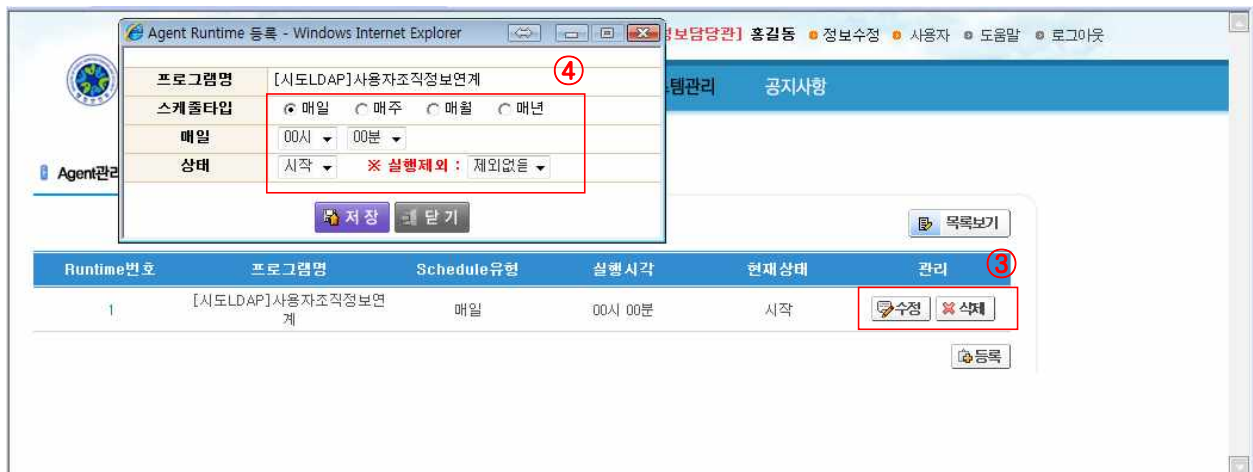 Agent Runtime 등록 - Windows Internet Explorer
정보담당관] 홍길동 정보수정 사용자 도움말 로그아웃
프로그램명 [시도LDAP]사용자조직정보연계 ④
스케줄타입 매일 매주 매월 매년
매일 00시 00분
상태 시작 ※ 실행제외 : 제외없음
저장 닫기
템관리 공지사항
Agent관리
목록보기
Runtime번호 프로그램명 Schedule유형 실행시각 현재상태 관리 ③
1 [시도LDAP]사용자조직정보연계 매일 00시 00분 시작 수정 삭제
등록